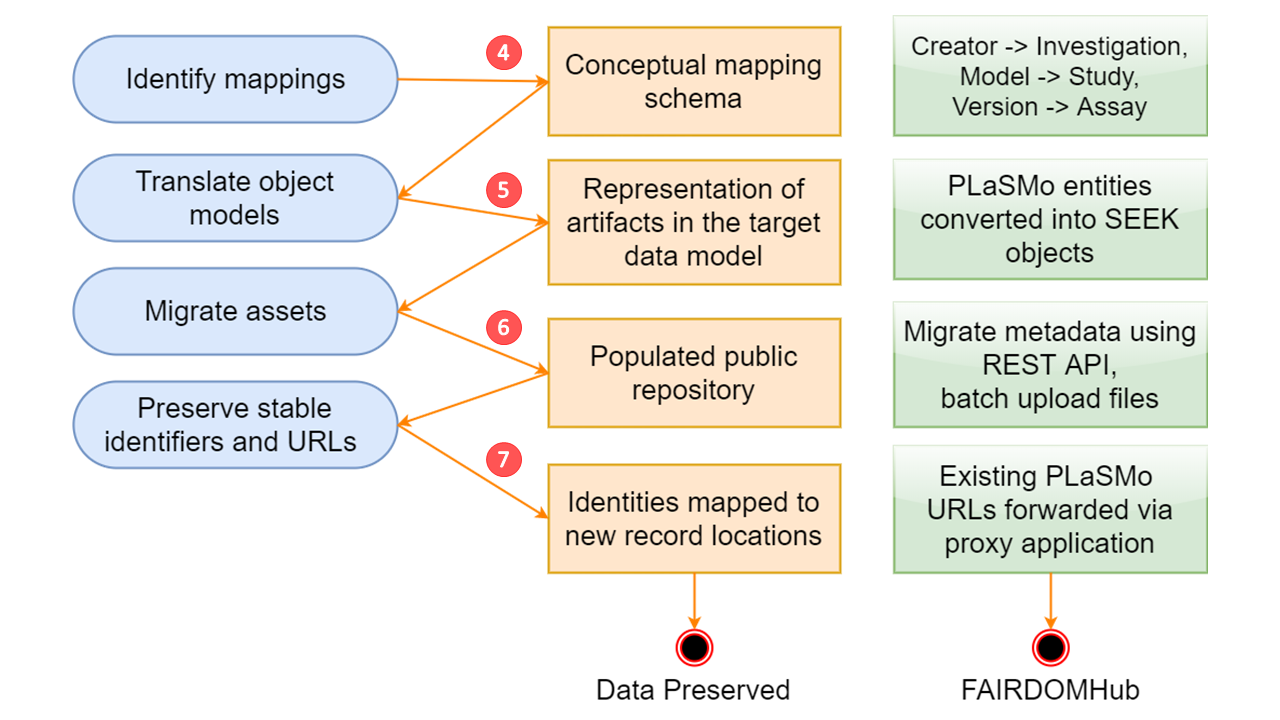 Identify mappings
4
Conceptual mapping
schema
Creator -> Investigation,
Model -> Study,
Version -> Assay
Translate object
models
5
Representation of
artifacts in the target
data model
PLaSMo entities
converted into SEEK
objects
Migrate assets
6
Populated public
repository
Migrate metadata using
REST API,
batch upload files
Preserve stable
identifiers and URLs
7
Identities mapped to
new record locations
Existing PLaSMo
URLs forwarded via
proxy application
Data Preserved
FAIRDOMHub